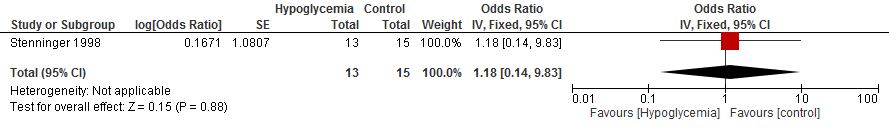 Hypoglycemia Control Odds Ratio Odds Ratio
Study or Subgroup log[Odds Ratio] SE Total Total Weight IV, Fixed, 95% CI IV, Fixed, 95% CI
Stenninger 1998 0.1671 1.0807 13 15 100.0% 1.18 [0.14, 9.83]
Total (95% CI) 13 15 100.0% 1.18 [0.14, 9.83]
Heterogeneity: Not applicable
Test for overall effect: Z = 0.15 (P = 0.88)
0.01 0.1 1 10 100
Favours [Hypoglycemia] Favours [control]